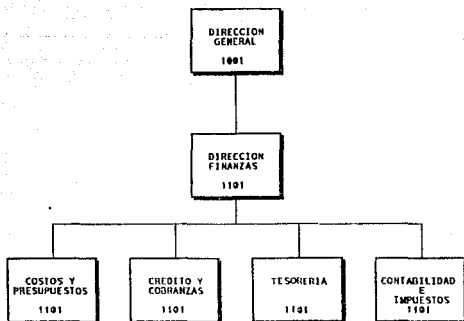 DIRECCION
GENERAL
1001
DIRECCION
FINANZAS
1101
COSTOS Y
PRESUPUESTOS
1101
CREDITO Y
COBRANZAS
1101
TESORERIA
1101
CONTABILIDAD
E
IMPUESTOS
1101